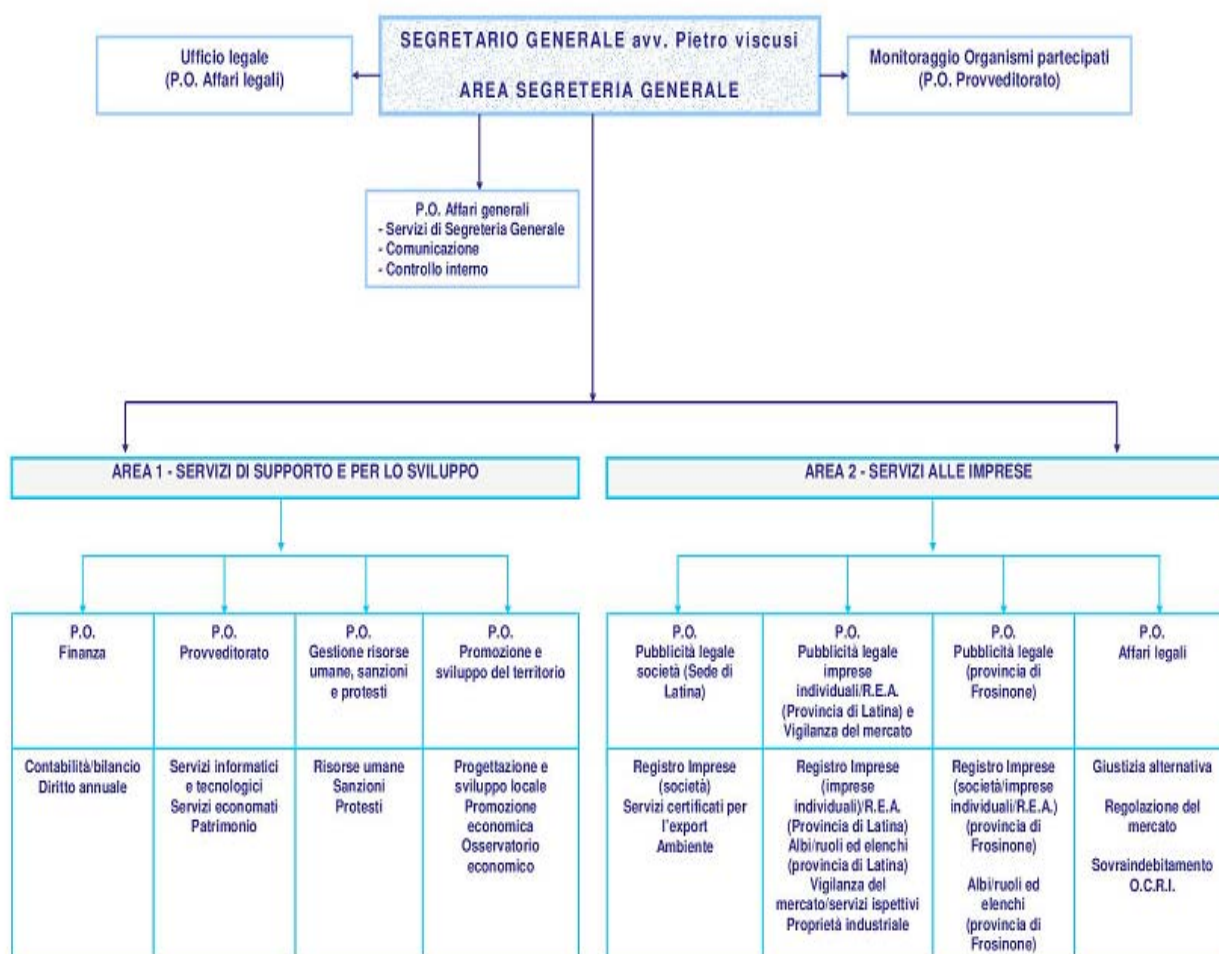 SEGRETARIO GENERALE avv. Pietro viscusi
AREA SEGRETERIA GENERALE
Ufficio legale
(P.O. Affari legali)
Monitoraggio Organismi partecipati
(P.O. Provveditorato)
P.O. Affari generali
- Servizi di Segreteria Generale
- Comunicazione
- Controllo interno
AREA 1 - SERVIZI DI SUPPORTO E PER LO SVILUPPO
P.O.
Finanza
P.O.
Provveditorato
P.O.
Gestione risorse
umane, sanzioni
e protesti
P.O.
Promozione e
sviluppo del territorio
Contabilità/bilancio
Diritto annuale
Servizi informatici
e tecnologici
Servizi economati
Patrimonio
Risorse umane
Sanzioni
Protesti
Progettazione e
sviluppo locale
Promozione
economica
Osservatorio
economico
AREA 2 - SERVIZI ALLE IMPRESE
P.O.
Pubblicità legale
società (Sede di
Latina)
P.O.
Pubblicità legale
imprese
individuali/R.E.A.
(Provincia di Latina) e
Vigilanza del mercato
P.O.
Pubblicità legale
(provincia di
Frosinone)
P.O.
Affari legali
Registro Imprese
(società)
Servizi certificati per
l'export
Ambiente
Registro Imprese
(imprese
individuali)/R.E.A.
(Provincia di Latina)
Albi/ruoli ed elenchi
(provincia di Latina)
Vigilanza del
mercato/servizi ispettivi
Proprietà industriale
Registro Imprese
(società/imprese
individuali/R.E.A.)
(provincia di
Frosinone)
Albi/ruoli ed
elenchi
(provincia di
Frosinone)
Giustizia alternativa
Regolazione del
mercato
Sovraindebitamento
O.C.R.I.